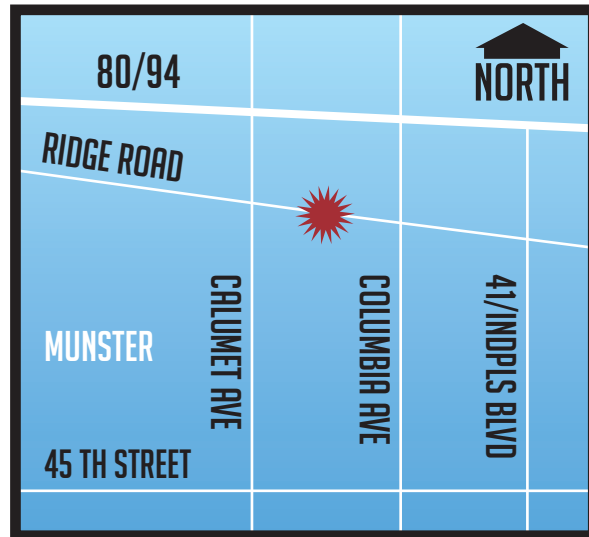 80/94
NORTH
RIDGE ROAD
CALUMET AVE
COLUMBIA AVE
41/INDPLS BLVD
MUNSTER
45 TH STREET